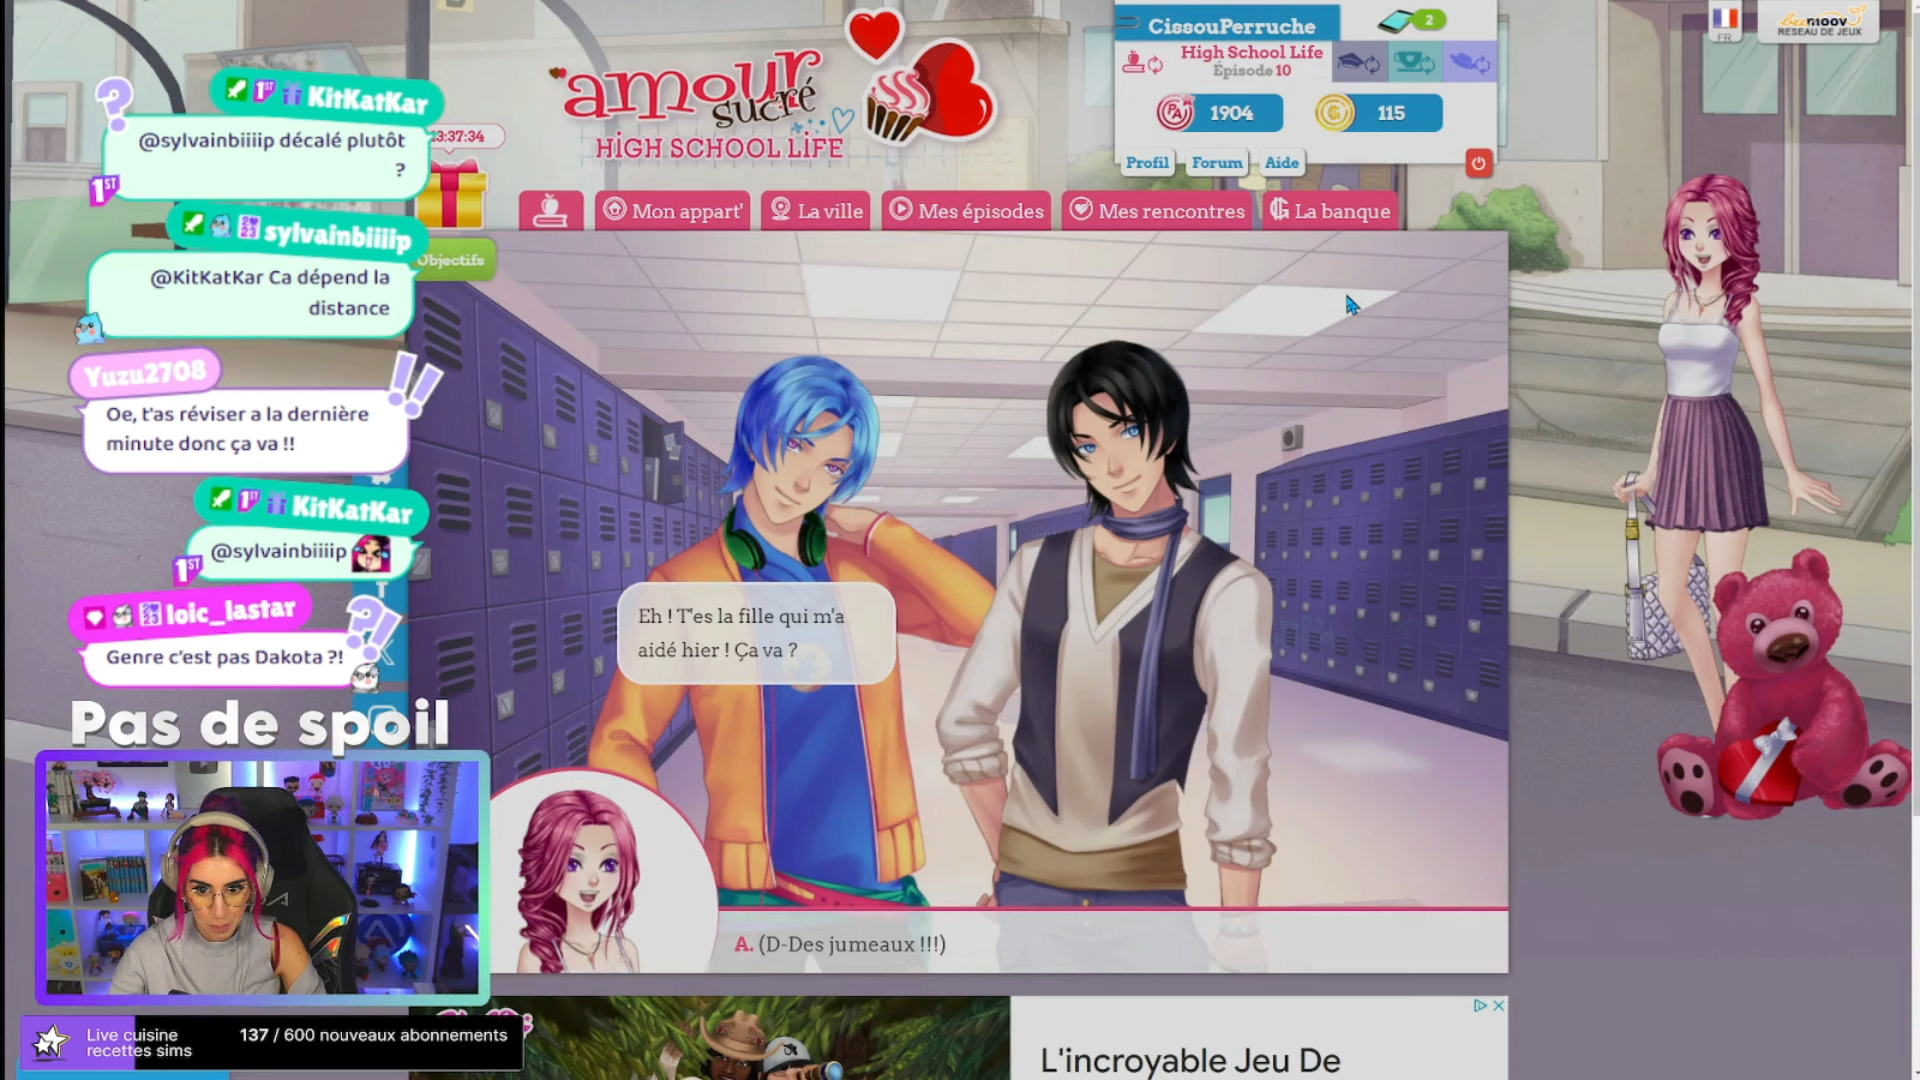 KitKatKar
@sylvainbiiiip décalé plutôt
?
1ST
sylvainbiiiip
@KitKatKar Ca dépend la
distance
Yuzu2708
Oe, t'as réviser a la dernière
minute donc ça va !!
KitKatKar
@sylvainbiiiip
1ST
loic_lastar
Genre c'est pas Dakota ?!
Pas de spoil
Live cuisine
recettes sims
137 / 600 nouveaux abonnements
13:37:34
Objectifs
amour
sucré
HIGH SCHOOL LIFE
CissouPerruche
2
High School Life
Épisode 10
PA
1904
115
Profil
Forum
Aide
FR
beemoov
RESEAU DE JEUX
Mon appart'
La ville
Mes épisodes
Mes rencontres
La banque
Eh ! T'es la fille qui m'a
aidé hier ! Ça va ?
A. (D-Des jumeaux !!!)
L'incroyable Jeu De